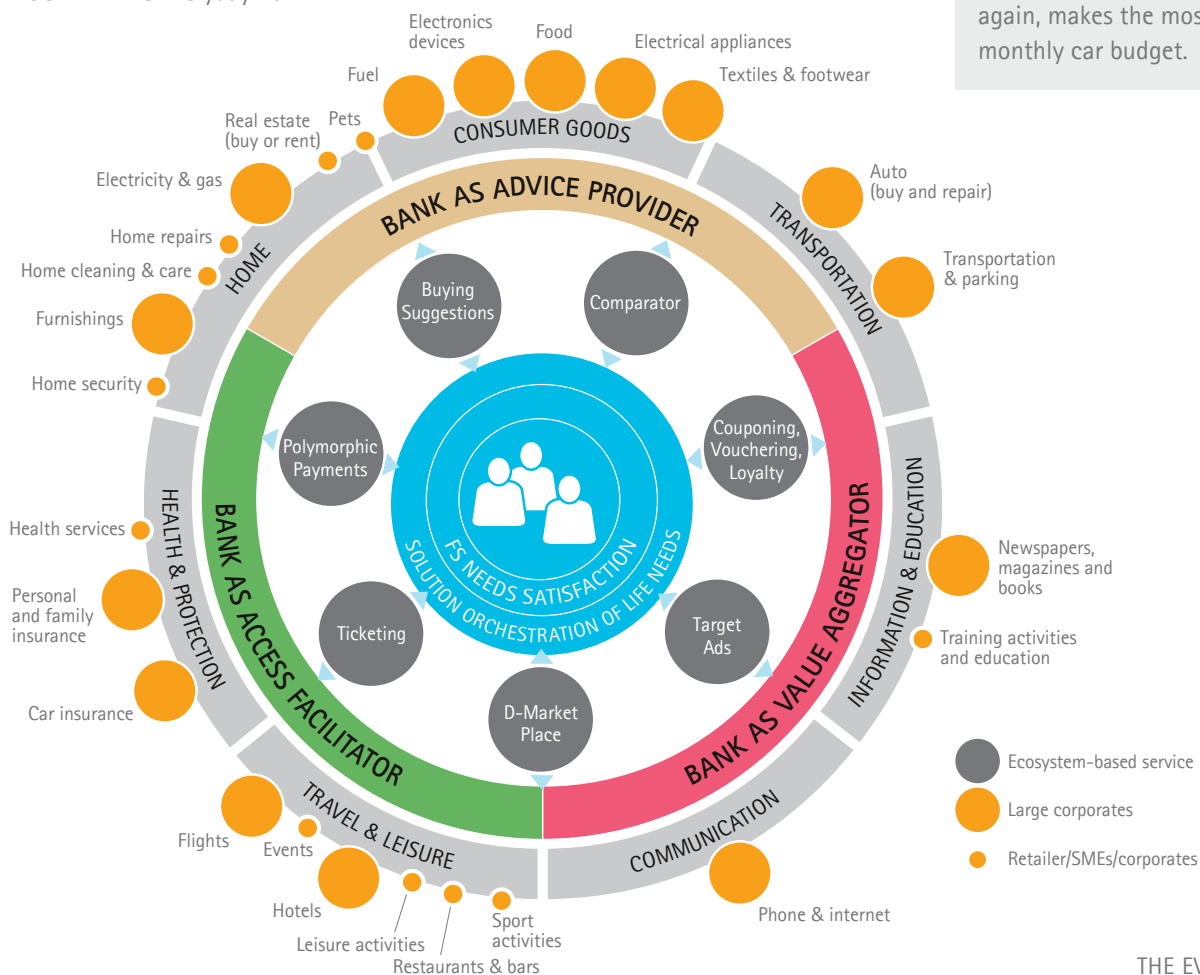 again, makes the mos
monthly car budget.
Electronics
devices
Food
Electrical appliances
Fuel
Textiles & footwear
Pets
Real estate
(buy or rent)
CONSUMER GOODS
Electricity & gas
Auto
(buy and repair)
BANK AS ADVICE PROVIDER
Home repairs
HOME
TRANSPORTATION
Transportation
& parking
Home cleaning & care
Furnishings
Buying
Suggestions
Comparator
Home security
Polymorphic
Payments
Couponing,
Vouchering,
Loyalty
HEALTH & PROTECTION
BANK AS ACCESS FACILITATOR
FS NEEDS SATISFACTION
SOLUTION ORCHESTRATION OF LIFE NEEDS
BANK AS VALUE AGGREGATOR
INFORMATION & EDUCATION
Health services
Newspapers,
magazines and
books
Personal
and family
insurance
Ticketing
Target
Ads
Training activities
and education
Car insurance
D-Market
Place
Ecosystem-based service
TRAVEL & LEISURE
COMMUNICATION
Large corporates
Flights
Events
Retailer/SMEs/corporates
Hotels
Sport
activities
Phone & internet
Leisure activities
Restaurants & bars
THE EV